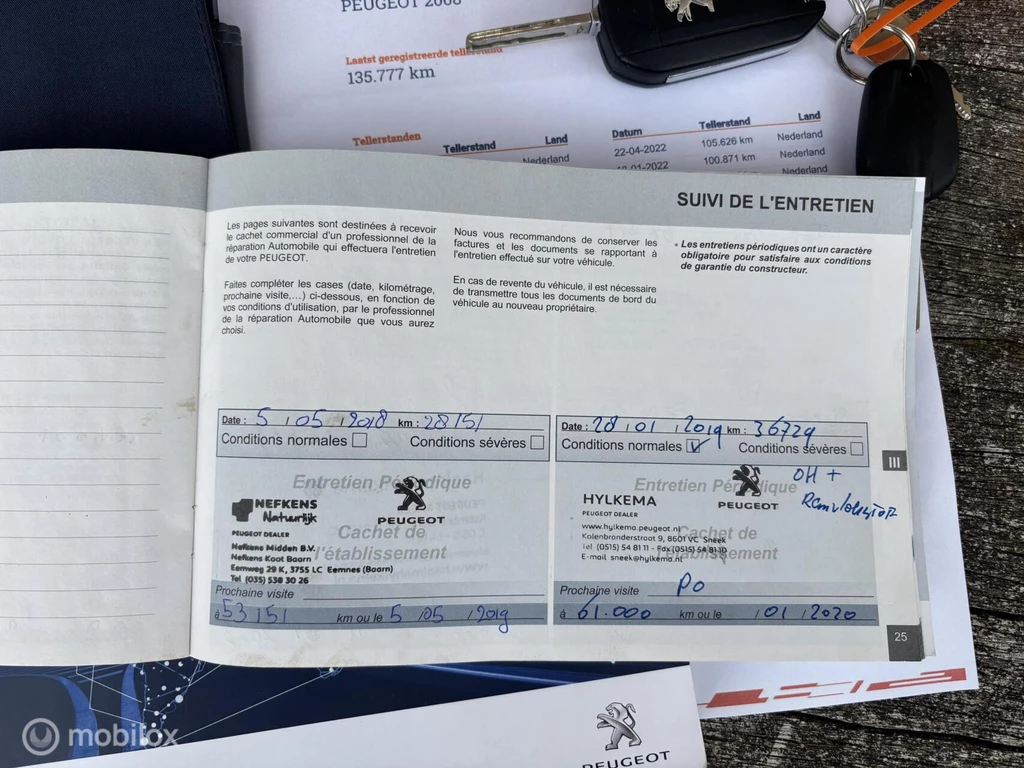 PEUGEOT 2008
Laatst geregistreerde tellerstand
135.777 km
Tellerstanden
Tellerstand Land
Nederland
Datum Tellerstand Land
22-04-2022 105.626 km Nederland
-01-2022 100.871 km Nederland
Nederland
SUIVI DE L'ENTRETIEN
Les pages suivantes sont destinées à recevoir
le cachet commercial d'un professionnel de la
réparation Automobile qui effectuera l'entretien
de votre PEUGEOT.
Faites compléter les cases (date, kilométrage,
prochaine visite,...) ci-dessous, en fonction de
vos conditions d'utilisation, par le professionnel
de la réparation Automobile que vous aurez
choisi.
Nous vous recommandons de conserver les
factures et les documents se rapportant à
l'entretien effectué sur votre véhicule.
En cas de revente du véhicule, il est nécessaire
de transmettre tous les documents de bord du
véhicule au nouveau propriétaire.
• Les entretiens périodiques ont un caractère
obligatoire pour satisfaire aux conditions
de garantie du constructeur.
Date : 5 / 05 / 2018 km : 28151
Conditions normales Conditions sévères
Entretien Périodique
NEFKENS
Natuurlijk
PEUGEOT
PEUGEOT DEALER
Cachet de
l'établissement
Nefkens Midden B.V.
Nefkens Koot Baarn
Eemweg 29 K, 3755 LC Eemnes (Baarn)
Tel (035) 538 30 26
Prochaine visite
à 53151 km ou le 5 / 05 / 2019
Date : 28 / 01 / 2019 km : 36729
Conditions normales Conditions sévères
Entretien Périodique
OH +
HYLKEMA
PEUGEOT DEALER
PEUGEOT
www.hylkema.peugeot.nl
Kolenbranderstroot 9, 8601 VC Sneek
Tel (0515) 54 81 11 - Fax (0515) 54 81 10
E-mail sneek@hylkema.nl
Cachet de
l'établissement
Prochaine visite PO
à 61.000 km ou le / 01 / 2020
III
25
PEUGEOT
mobilox